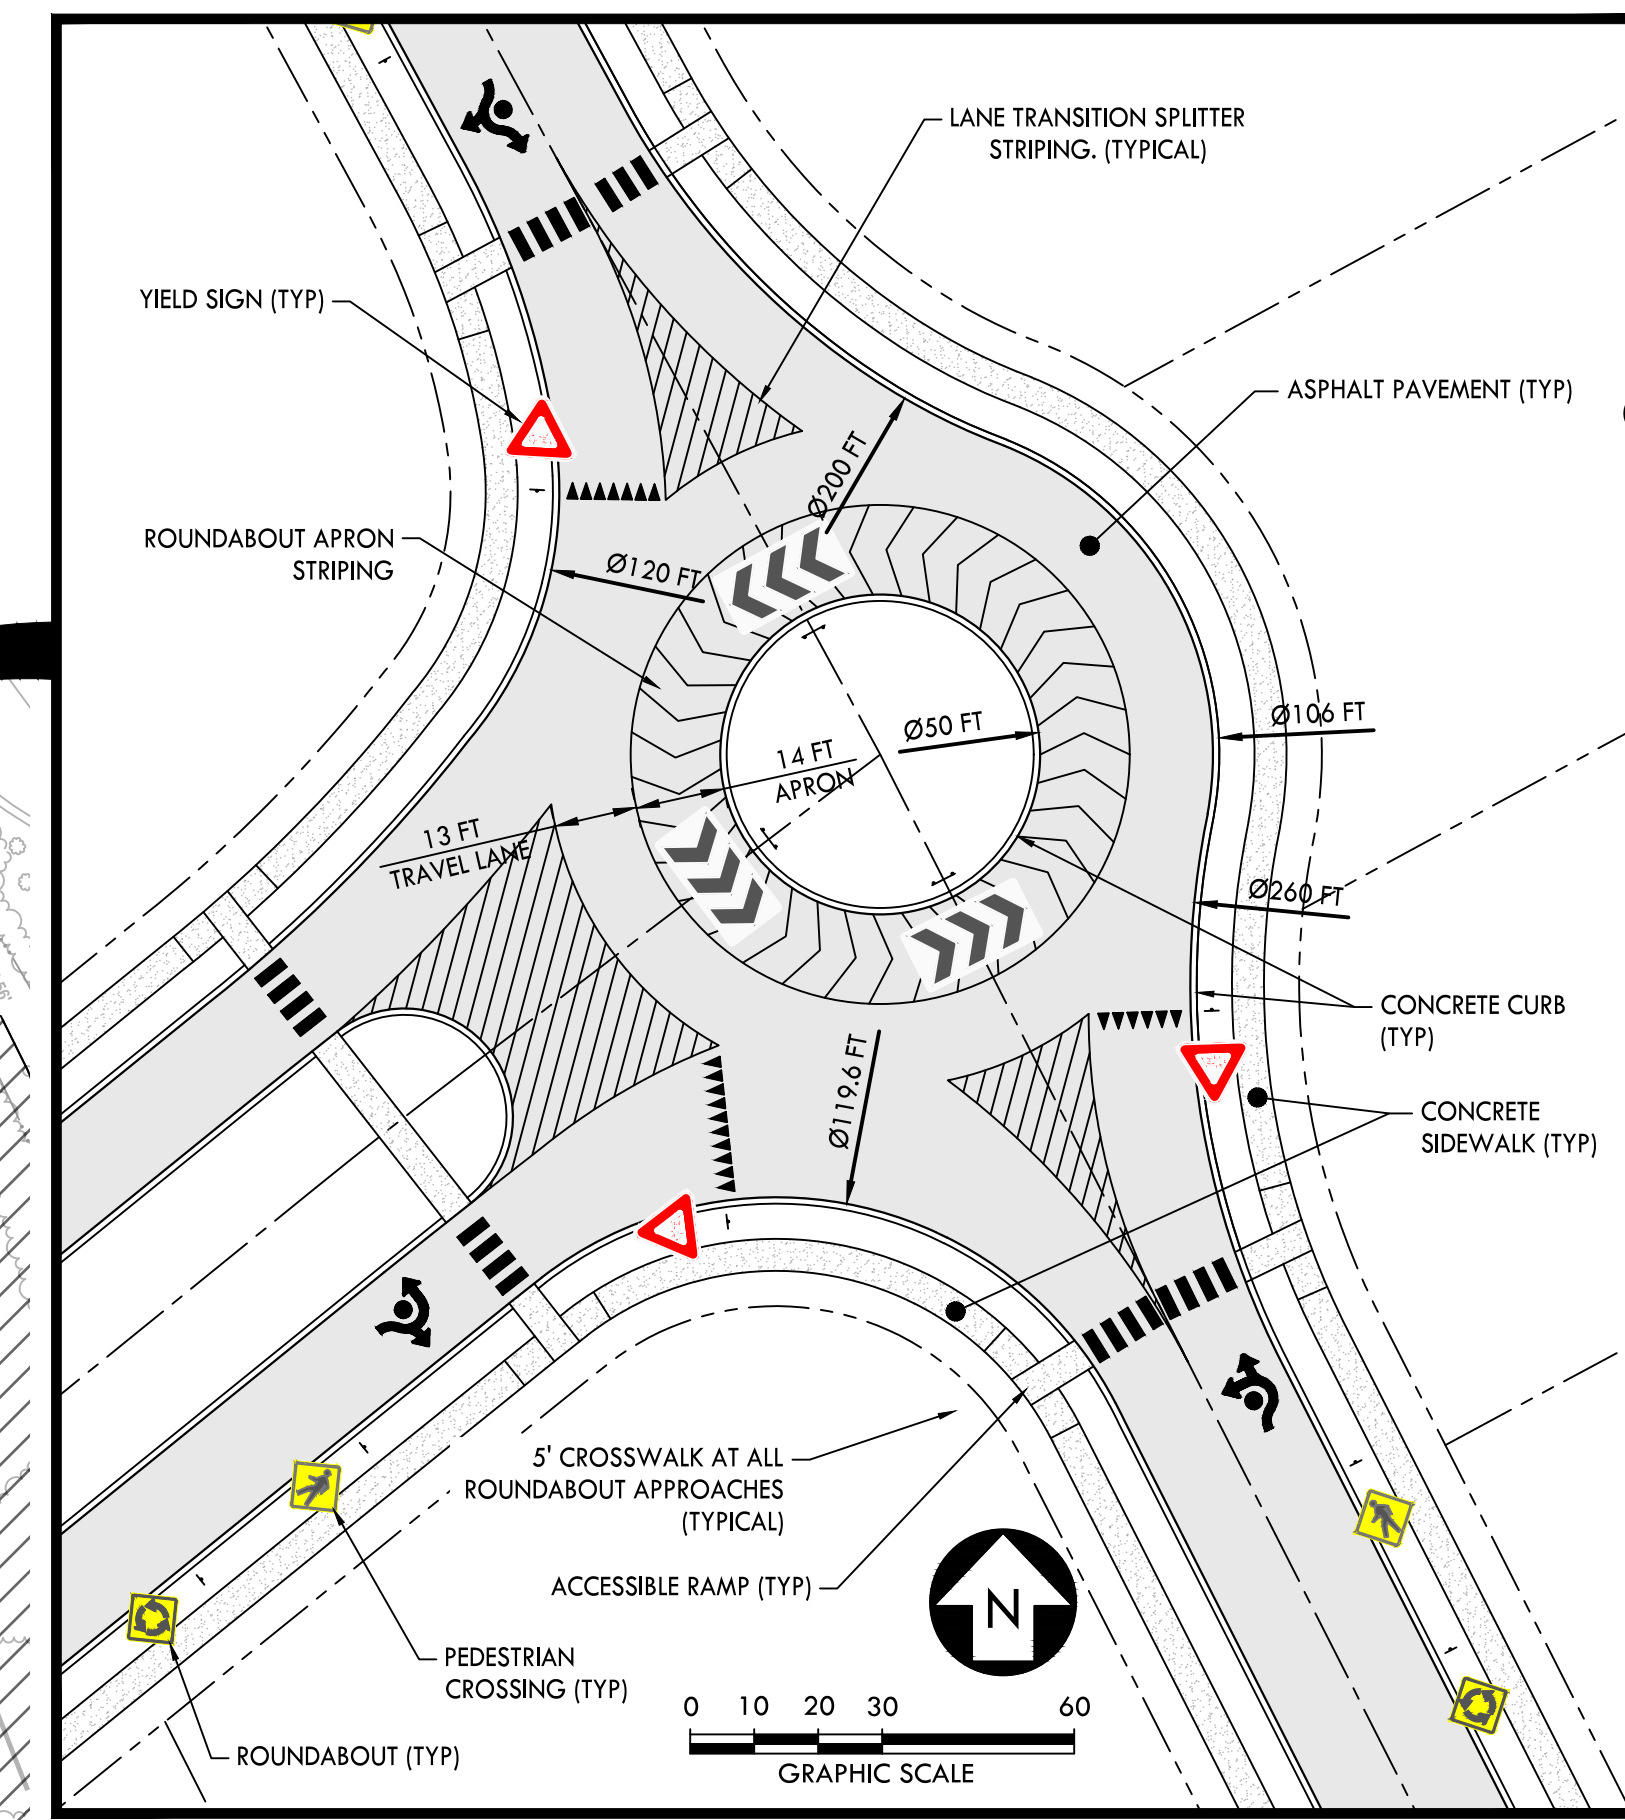 LANE TRANSITION SPLITTER
STRIPING. (TYPICAL)
YIELD SIGN (TYP)
ASPHALT PAVEMENT (TYP)
Ø200 FT
ROUNDABOUT APRON
STRIPING
Ø120 FT
Ø106 FT
Ø50 FT
14 FT
APRON
13 FT
TRAVEL LANE
Ø260 FT
CONCRETE CURB
(TYP)
Ø119.6 FT
CONCRETE
SIDEWALK (TYP)
5' CROSSWALK AT ALL
ROUNDABOUT APPROACHES
(TYPICAL)
ACCESSIBLE RAMP (TYP)
N
PEDESTRIAN
CROSSING (TYP)
0 10 20 30 60
GRAPHIC SCALE
ROUNDABOUT (TYP)